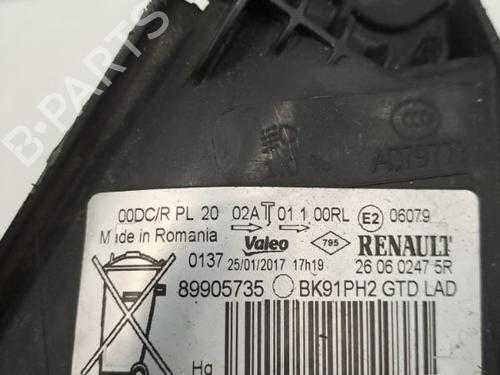 00DC/R PL 20 02A 01 1 00RL E2 06079
Made in Romania Valeo 795 RENAULT
0137 25/01/2017 17h19 26 06 0247 5R
89905735 BK91PH2 GTD LAD
Hg
B-PARTS